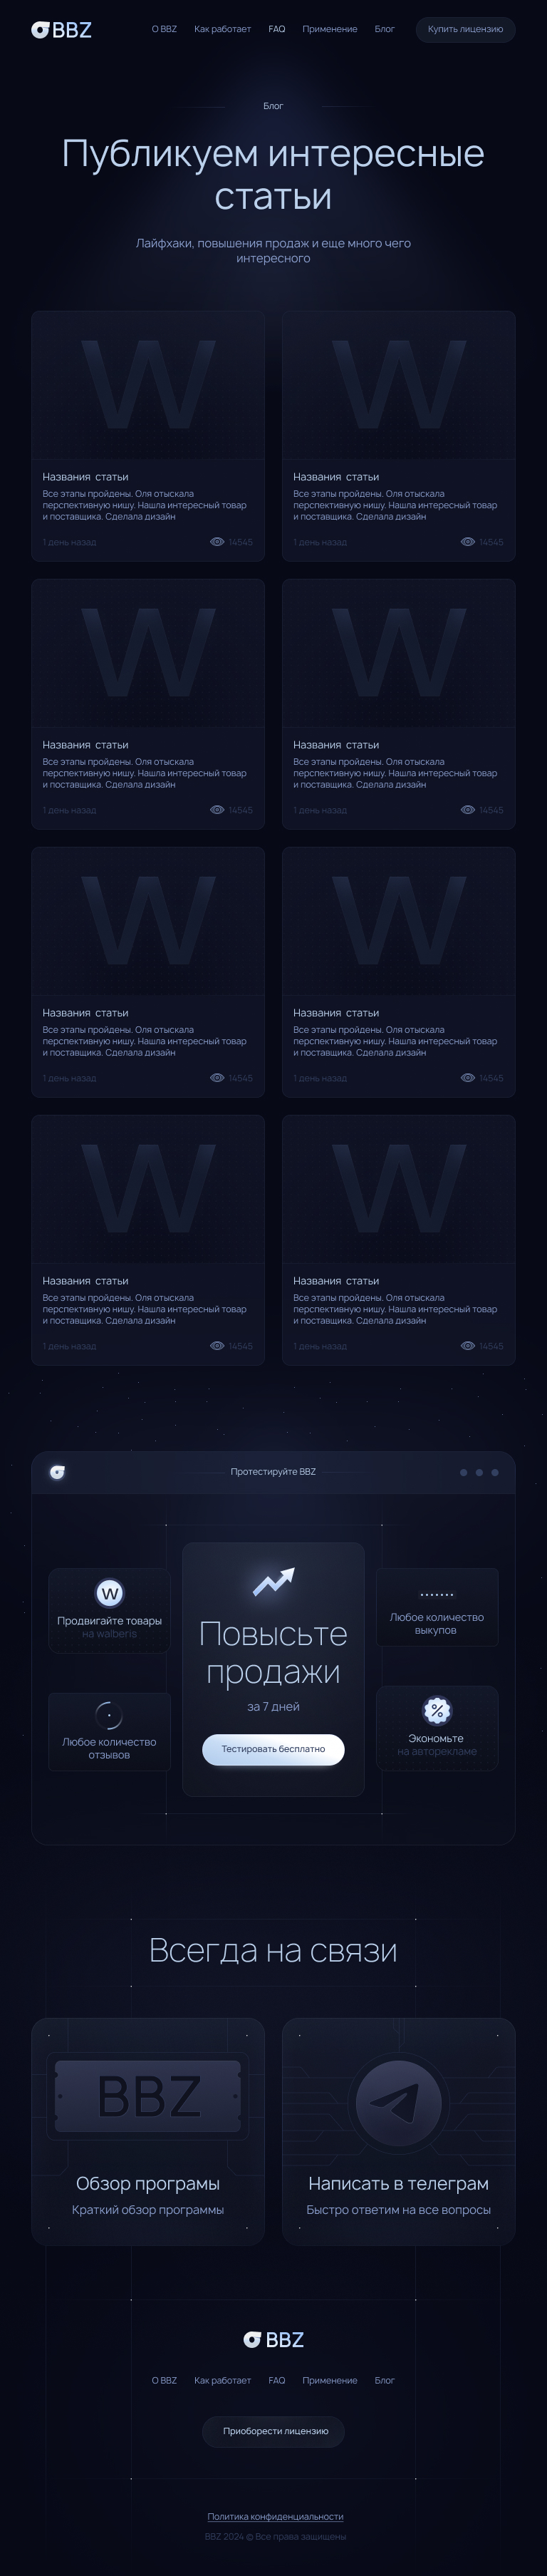 BBZ
О BBZ Как работает FAQ Применение Блог Купить лицензию
Блог
Публикуем интересные
статьи
Лайфхаки, повышения продаж и еще много чего
интересного
W
Названия статьи
Все этапы пройдены. Оля отыскала
перспективную нишу. Нашла интересный товар
и поставщика. Сделала дизайн
1 день назад 14545
W
Названия статьи
Все этапы пройдены. Оля отыскала
перспективную нишу. Нашла интересный товар
и поставщика. Сделала дизайн
1 день назад 14545
W
Названия статьи
Все этапы пройдены. Оля отыскала
перспективную нишу. Нашла интересный товар
и поставщика. Сделала дизайн
1 день назад 14545
W
Названия статьи
Все этапы пройдены. Оля отыскала
перспективную нишу. Нашла интересный товар
и поставщика. Сделала дизайн
1 день назад 14545
W
Названия статьи
Все этапы пройдены. Оля отыскала
перспективную нишу. Нашла интересный товар
и поставщика. Сделала дизайн
1 день назад 14545
W
Названия статьи
Все этапы пройдены. Оля отыскала
перспективную нишу. Нашла интересный товар
и поставщика. Сделала дизайн
1 день назад 14545
W
Названия статьи
Все этапы пройдены. Оля отыскала
перспективную нишу. Нашла интересный товар
и поставщика. Сделала дизайн
1 день назад 14545
W
Названия статьи
Все этапы пройдены. Оля отыскала
перспективную нишу. Нашла интересный товар
и поставщика. Сделала дизайн
1 день назад 14545
Протестируйте BBZ
W
Продвигайте товары
на walberis
Любое количество
отзывов
Повысьте
продажи
за 7 дней
Тестировать бесплатно
Любое количество
выкупов
%
Экономьте
на авторекламе
Всегда на связи
BBZ
Обзор програмы
Краткий обзор программы
Написать в телеграм
Быстро ответим на все вопросы
BBZ
О BBZ Как работает FAQ Применение Блог
Приоборести лицензию
Политика конфиденциальности
BBZ 2024 © Все права защищены